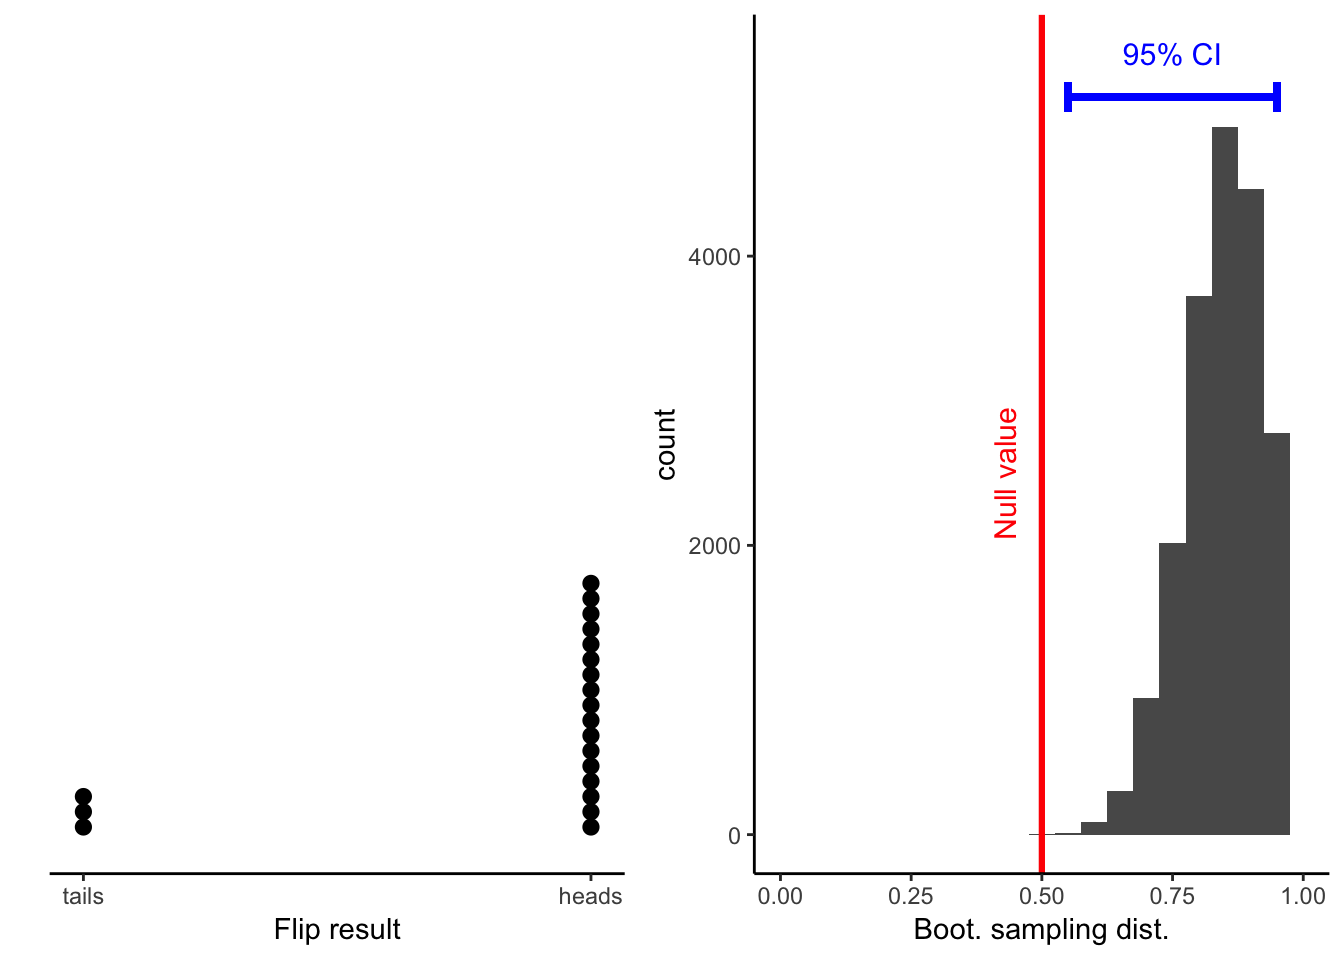 tails
heads
Flip result
95% CI
4000
2000
0
count
Null value
0.00
0.25
0.50
0.75
1.00
Boot. sampling dist.